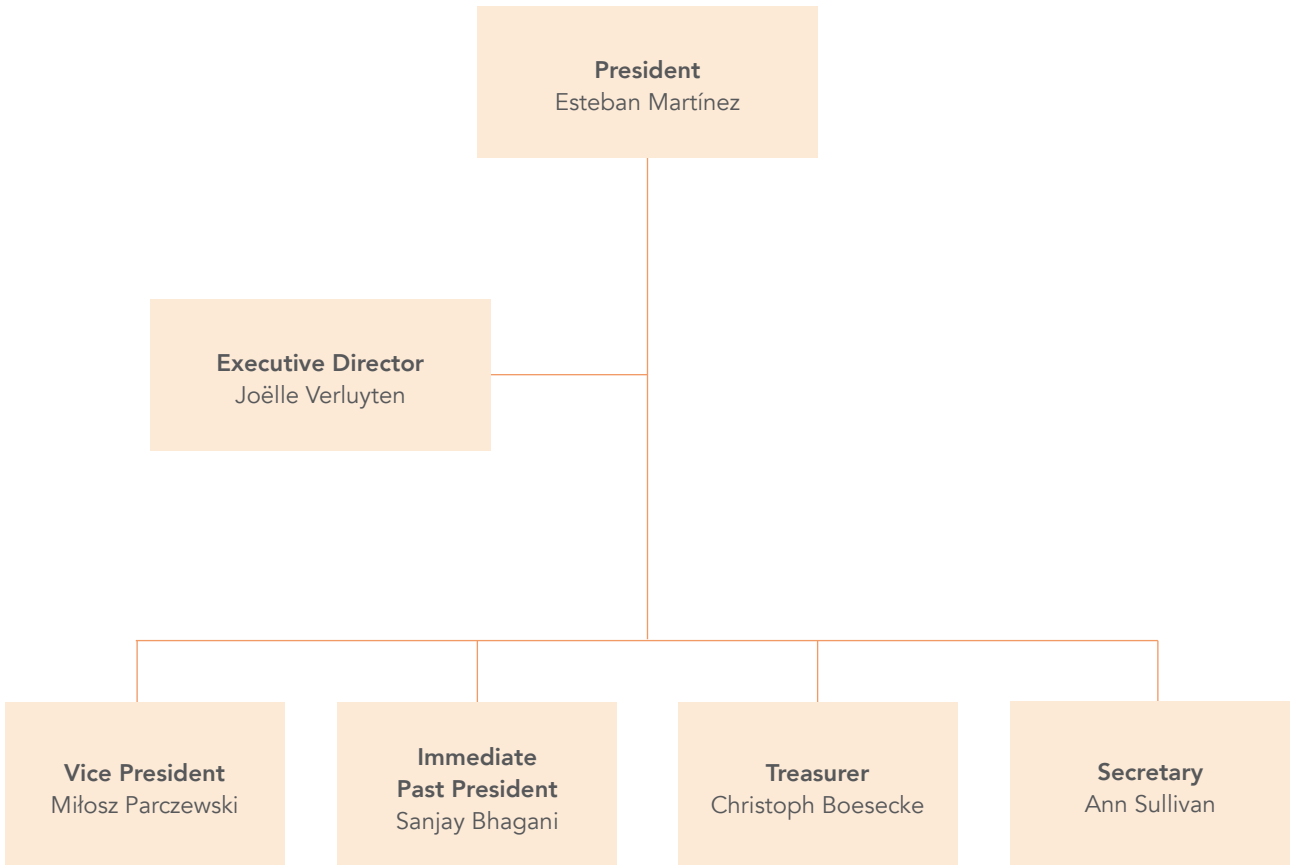 President
Esteban Martínez
Executive Director
Joëlle Verluyten
Vice President
Miłosz Parczewski
Immediate
Past President
Sanjay Bhagani
Treasurer
Christoph Boesecke
Secretary
Ann Sullivan